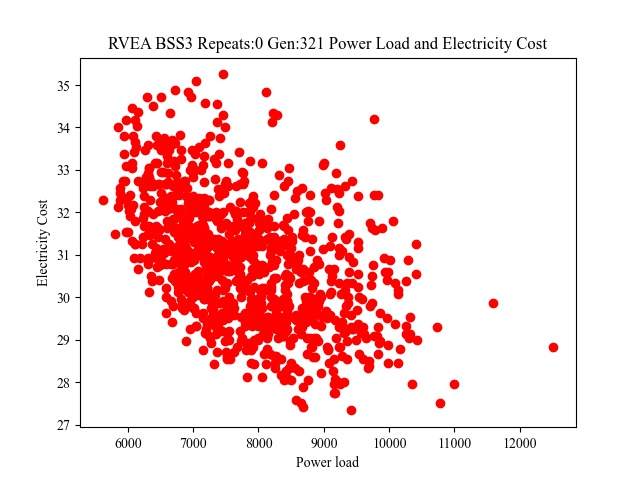 RVEA BSS3 Repeats:0 Gen:321 Power Load and Electricity Cost
35
34
33
32
31
30
29
28
27
Electricity Cost
6000 7000 8000 9000 10000 11000 12000
Power load